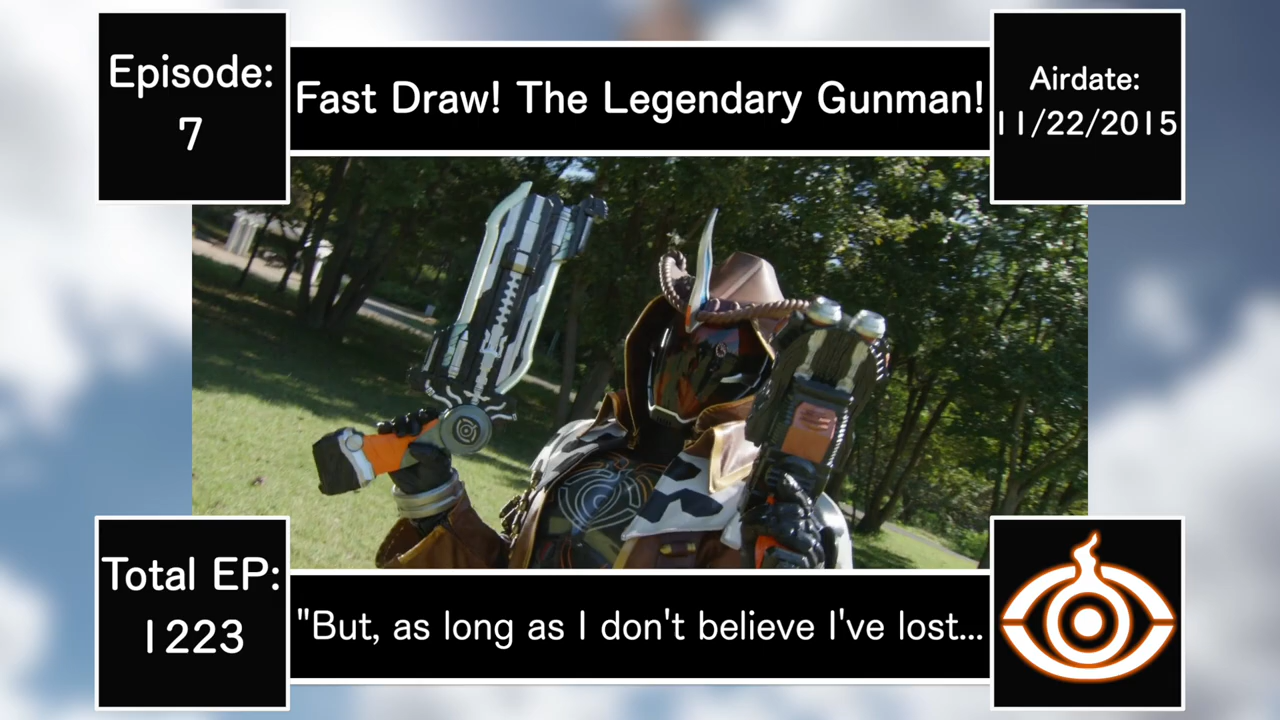 Episode:
7
Fast Draw! The Legendary Gunman!
Airdate:
11/22/2015
Total EP:
1223
"But, as long as I don't believe I've lost...